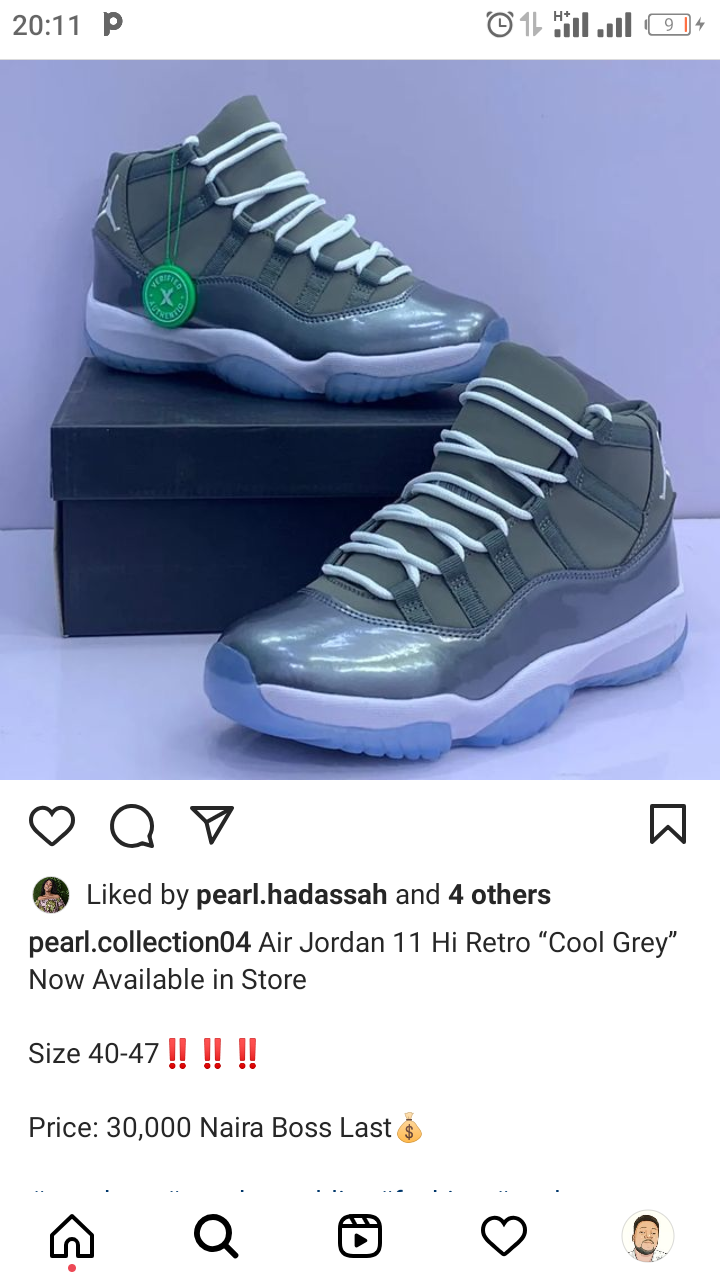 20:11
H+
9
VERIFIED
X
AUTHENTIC
Liked by pearl.hadassah and 4 others
pearl.collection04 Air Jordan 11 Hi Retro “Cool Grey”
Now Available in Store
Size 40-47‼️ ‼️ ‼️
Price: 30,000 Naira Boss Last💰